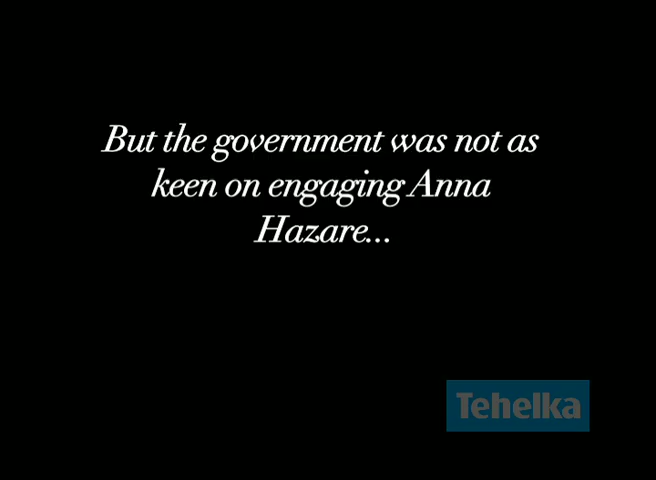 But the government was not as
keen on engaging Anna
Hazare...
Tehelka